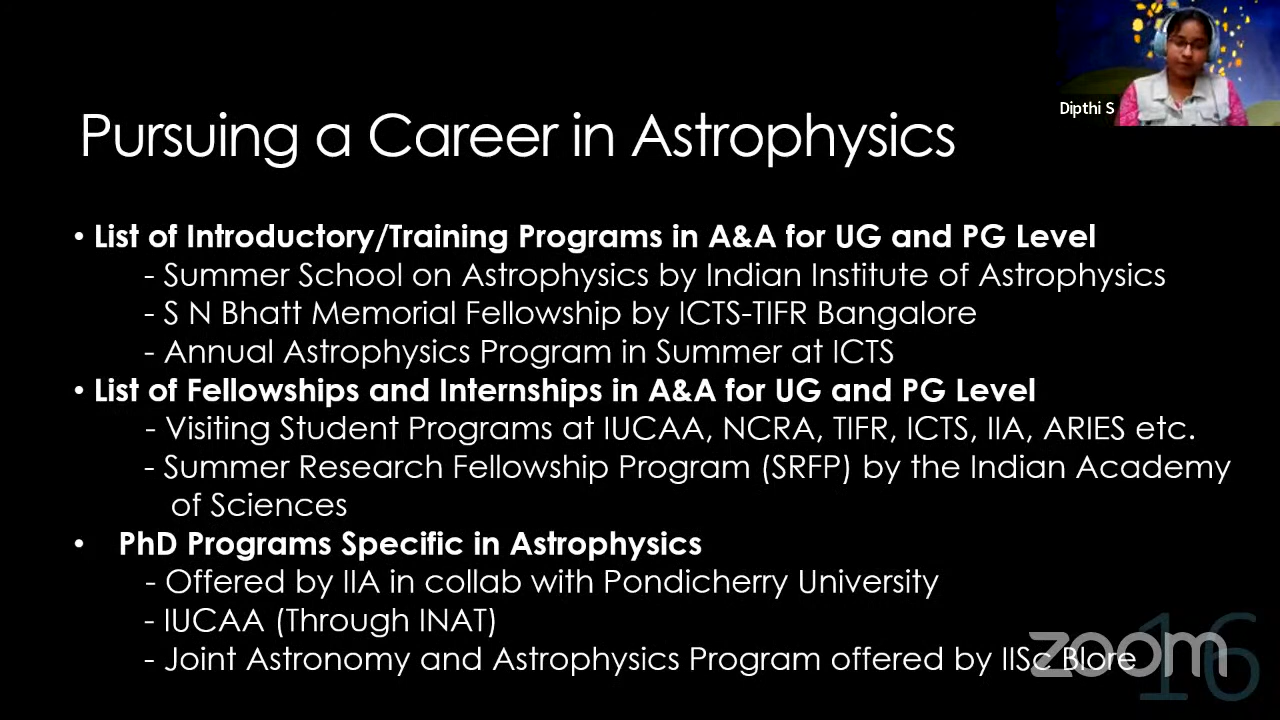 Dipthi S
Pursuing a Career in Astrophysics
• List of Introductory/Training Programs in A&A for UG and PG Level
- Summer School on Astrophysics by Indian Institute of Astrophysics
- S N Bhatt Memorial Fellowship by ICTS-TIFR Bangalore
- Annual Astrophysics Program in Summer at ICTS
• List of Fellowships and Internships in A&A for UG and PG Level
- Visiting Student Programs at IUCAA, NCRA, TIFR, ICTS, IIA, ARIES etc.
- Summer Research Fellowship Program (SRFP) by the Indian Academy
of Sciences
• PhD Programs Specific in Astrophysics
- Offered by IIA in collab with Pondicherry University
- IUCAA (Through INAT)
- Joint Astronomy and Astrophysics Program offered by IISc Blore
zoom
16